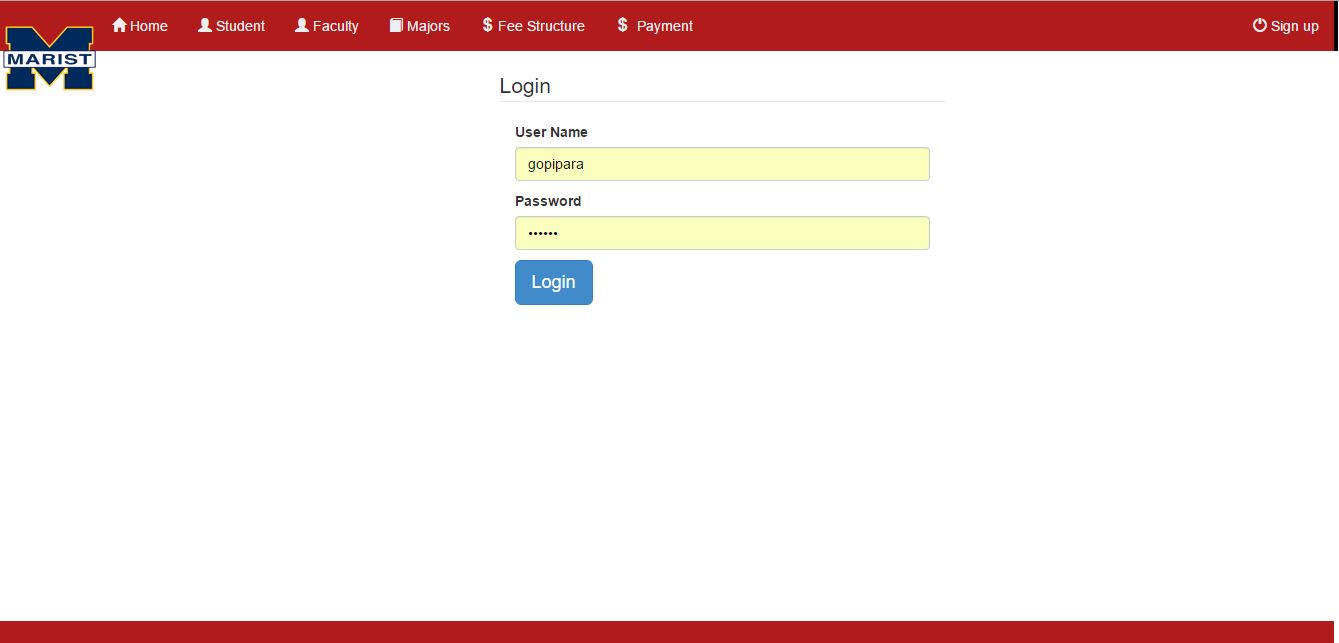 Home Student Faculty Majors $ Fee Structure $ Payment Sign up
MARIST
Login
User Name
gopipara
Password
••••••
Login